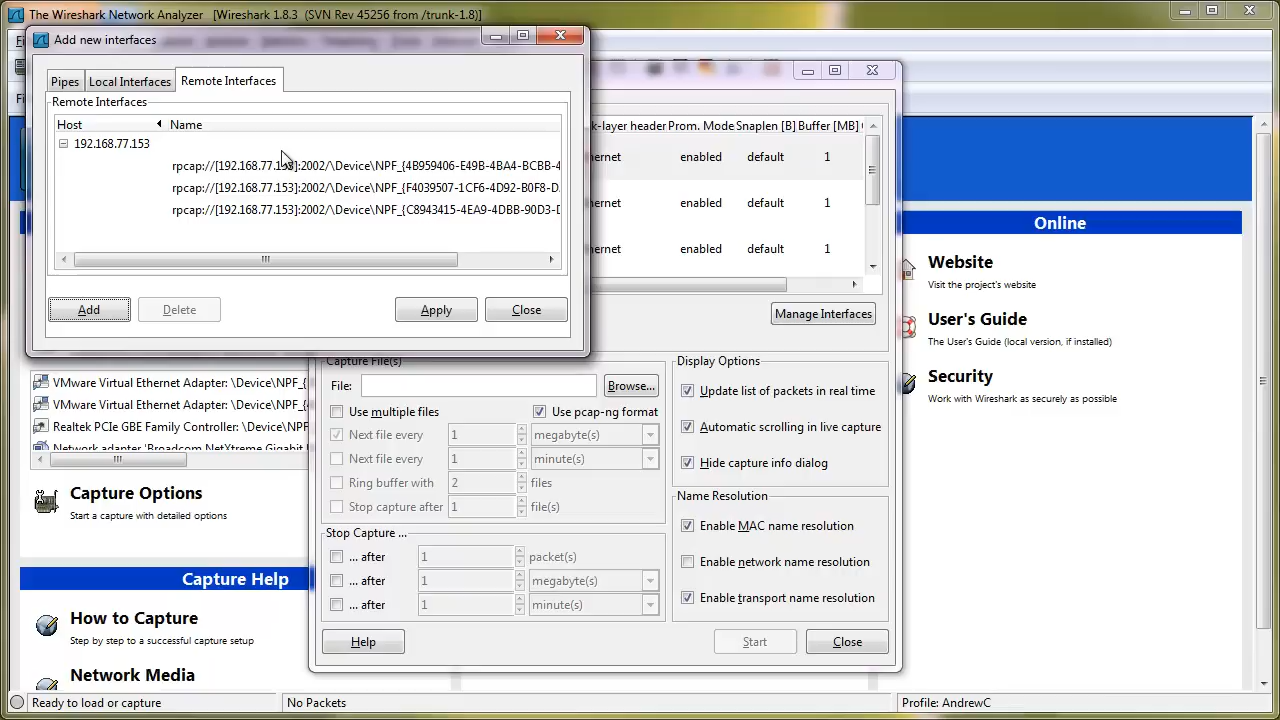 The Wireshark Network Analyzer [Wireshark 1.8.3 (SVN Rev 45256 from /trunk-1.8)]
Add new interfaces
Pipes Local Interfaces Remote Interfaces
Remote Interfaces
Host Name
192.168.77.153
rpcap://[192.168.77.153]:2002/\Device\NPF_{4B959406-E49B-4BA4-BCBB-4
rpcap://[192.168.77.153]:2002/\Device\NPF_{F4039507-1CF6-4D92-B0F8-D
rpcap://[192.168.77.153]:2002/\Device\NPF_{C8943415-4EA9-4DBB-90D3-D
Add Delete Apply Close
k-layer header Prom. Mode Snaplen [B] Buffer [MB]
ernet enabled default 1
ernet enabled default 1
ernet enabled default 1
Manage Interfaces
Capture File(s)
File: Browse...
Use multiple files Use pcap-ng format
Next file every 1 megabyte(s)
Next file every 1 minute(s)
Ring buffer with 2 files
Stop capture after 1 file(s)
Stop Capture ...
... after 1 packet(s)
... after 1 megabyte(s)
... after 1 minute(s)
Display Options
Update list of packets in real time
Automatic scrolling in live capture
Hide capture info dialog
Name Resolution
Enable MAC name resolution
Enable network name resolution
Enable transport name resolution
Help Start Close
VMware Virtual Ethernet Adapter: \Device\NPF_{
VMware Virtual Ethernet Adapter: \Device\NPF_{
Realtek PCIe GBE Family Controller: \Device\NPF_{
Network adapter 'Broadcom NetXtreme Gigabit
Capture Options
Start a capture with detailed options
Capture Help
How to Capture
Step by step to a successful capture setup
Network Media
Online
Website
Visit the project's website
User's Guide
The User's Guide (local version, if installed)
Security
Work with Wireshark as securely as possible
Ready to load or capture No Packets Profile: AndrewC